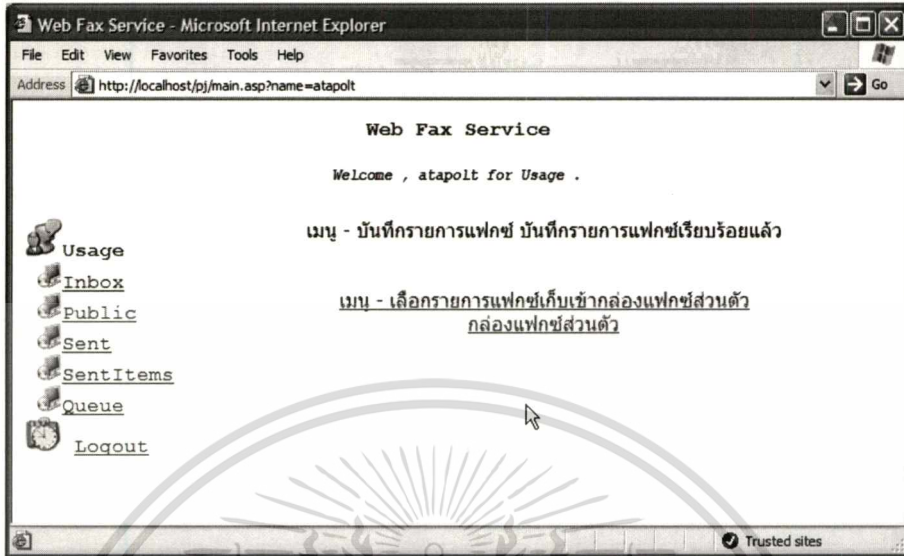 Web Fax Service - Microsoft Internet Explorer
File Edit View Favorites Tools Help
Address http://localhost/pj/main.asp?name=atapolt Go
Web Fax Service
Welcome , atapolt for Usage .
เมนู - บันทึกรายการแฟกซ์ บันทึกรายการแฟกซ์เรียบร้อยแล้ว
Usage
Inbox
เมนู - เลือกรายการแฟกซ์เก็บเข้ากล่องแฟกซ์ส่วนตัว
Public
กล่องแฟกซ์ส่วนตัว
Sent
SentItems
Queue
Logout
Trusted sites